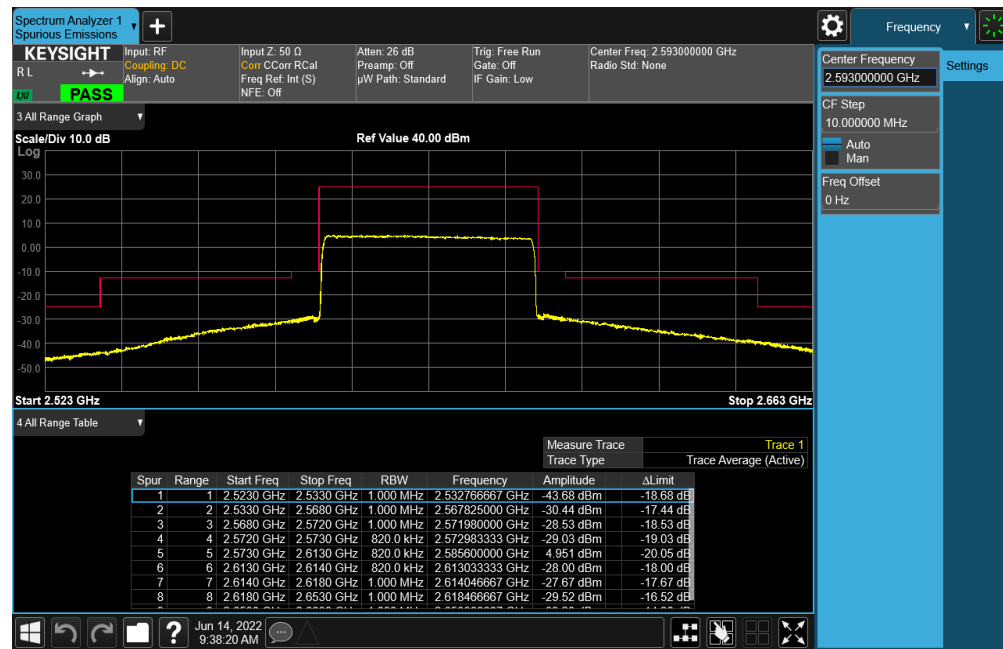 Spectrum Analyzer 1
Spurious Emissions
Frequency
KEYSIGHT
R L
LXI
PASS
Input: RF
Coupling: DC
Align: Auto
Input Z: 50 Ω
Corr CCorr RCal
Freq Ref: Int (S)
NFE: Off
Atten: 26 dB
Preamp: Off
µW Path: Standard
Trig: Free Run
Gate: Off
IF Gain: Low
Center Freq: 2.593000000 GHz
Radio Std: None
Center Frequency
2.593000000 GHz
Settings
CF Step
10.000000 MHz
Auto
Man
Freq Offset
0 Hz
3 All Range Graph
Scale/Div 10.0 dB
Ref Value 40.00 dBm
Log
30.0
20.0
10.0
0.00
-10.0
-20.0
-30.0
-40.0
-50.0
Start 2.523 GHz
Stop 2.663 GHz
4 All Range Table
Measure Trace Trace 1
Trace Type Trace Average (Active)
Spur Range Start Freq Stop Freq RBW Frequency Amplitude ΔLimit
1 1 2.5230 GHz 2.5330 GHz 1.000 MHz 2.532766667 GHz -43.68 dBm -18.68 dB
2 2 2.5330 GHz 2.5680 GHz 1.000 MHz 2.567825000 GHz -30.44 dBm -17.44 dB
3 3 2.5680 GHz 2.5720 GHz 1.000 MHz 2.571980000 GHz -28.53 dBm -18.53 dB
4 4 2.5720 GHz 2.5730 GHz 820.0 kHz 2.572983333 GHz -29.03 dBm -19.03 dB
5 5 2.5730 GHz 2.6130 GHz 820.0 kHz 2.585600000 GHz 4.951 dBm -20.05 dB
6 6 2.6130 GHz 2.6140 GHz 820.0 kHz 2.613033333 GHz -28.00 dBm -18.00 dB
7 7 2.6140 GHz 2.6180 GHz 1.000 MHz 2.614046667 GHz -27.67 dBm -17.67 dB
8 8 2.6180 GHz 2.6530 GHz 1.000 MHz 2.618466667 GHz -29.52 dBm -16.52 dB
?
Jun 14, 2022
9:38:20 AM